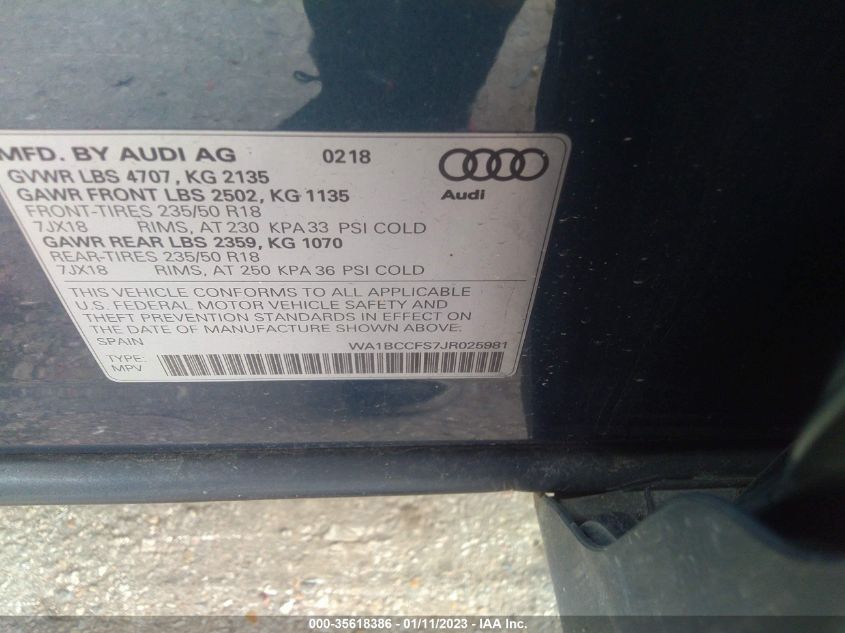 MFD. BY AUDI AG 0218
GVWR LBS 4707, KG 2135
GAWR FRONT LBS 2502, KG 1135
Audi
FRONT-TIRES 235/50 R18
7JX18 RIMS, AT 230 KPA 33 PSI COLD
GAWR REAR LBS 2359, KG 1070
REAR-TIRES 235/50 R18
7JX18 RIMS, AT 250 KPA 36 PSI COLD
THIS VEHICLE CONFORMS TO ALL APPLICABLE
U.S. FEDERAL MOTOR VEHICLE SAFETY AND
THEFT PREVENTION STANDARDS IN EFFECT ON
THE DATE OF MANUFACTURE SHOWN ABOVE.
SPAIN WA1BCCFS7JR025981
TYPE:
MPV
000-35618386 - 01/11/2023 - IAA Inc.